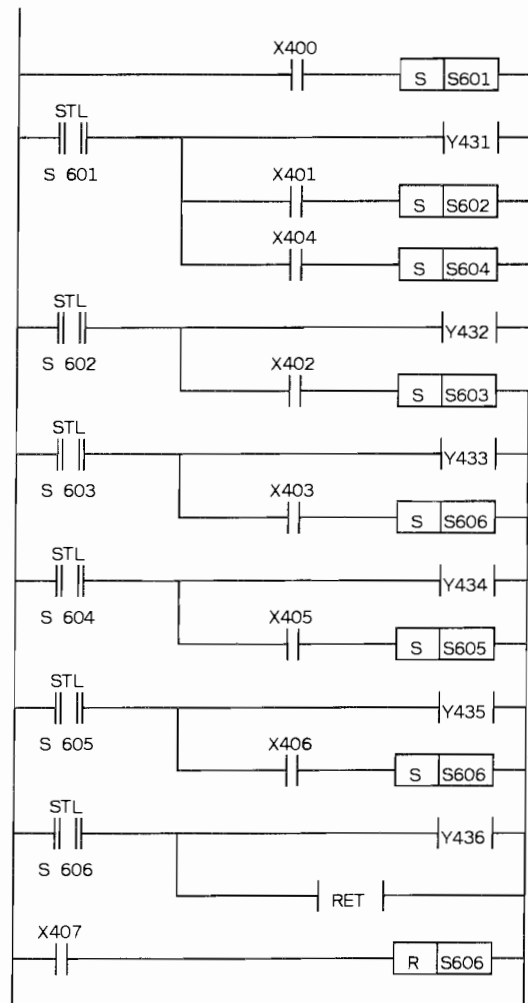 X400
S S601
STL
Y431
S 601
X401
S S602
X404
S S604
STL
Y432
S 602
X402
S S603
STL
Y433
S 603
X403
S S606
STL
Y434
S 604
X405
S S605
STL
Y435
S 605
X406
S S606
STL
Y436
S 606
RET
X407
R S606